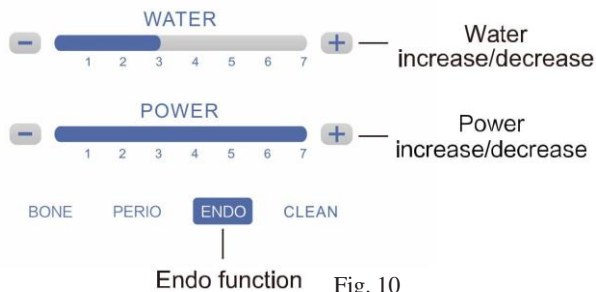 WATER
− +
1 2 3 4 5 6 7
Water
increase/decrease
POWER
− +
1 2 3 4 5 6 7
Power
increase/decrease
BONE PERIO ENDO CLEAN
Endo function
Fig. 10